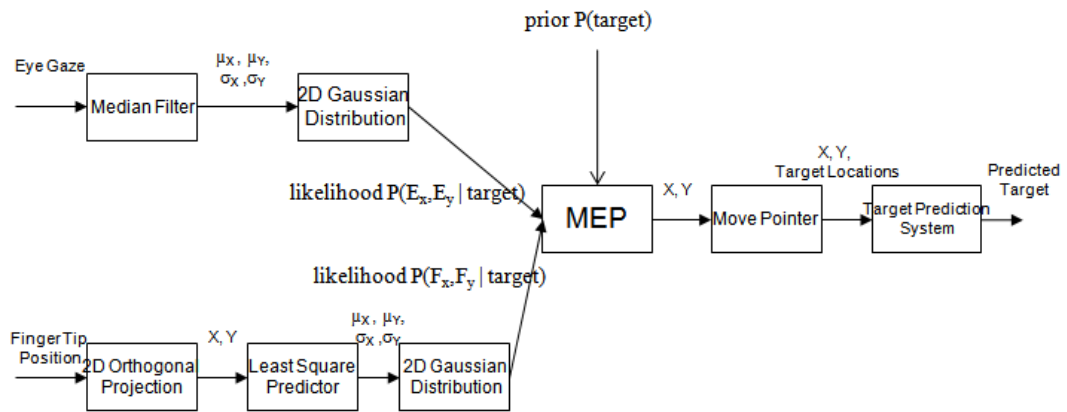 prior P(target)
Eye Gaze
μX , μY,
σX ,σY
Median Filter
2D Gaussian
Distribution
likelihood P(Ex,Ey | target)
MEP
X, Y
Move Pointer
X, Y,
Target Locations
Target Prediction
System
Predicted
Target
likelihood P(Fx,Fy | target)
Finger Tip
Position
2D Orthogonal
Projection
X, Y
Least Square
Predictor
μX , μY,
σX ,σY
2D Gaussian
Distribution